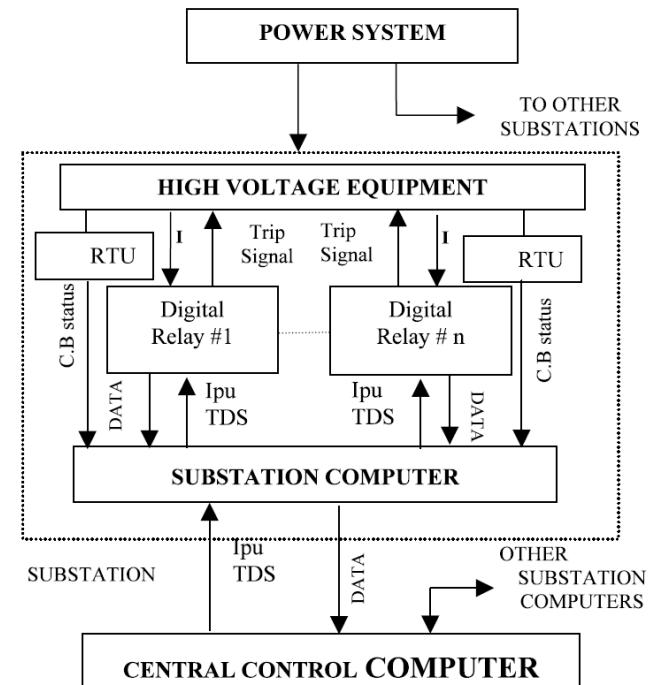 POWER SYSTEM
TO OTHER
SUBSTATIONS
HIGH VOLTAGE EQUIPMENT
RTU
I
Trip
Signal
Trip
Signal
I
RTU
C.B status
Digital
Relay #1
Digital
Relay # n
C.B status
DATA
Ipu
TDS
Ipu
TDS
DATA
SUBSTATION COMPUTER
SUBSTATION
Ipu
TDS
DATA
OTHER
SUBSTATION
COMPUTERS
CENTRAL CONTROL COMPUTER